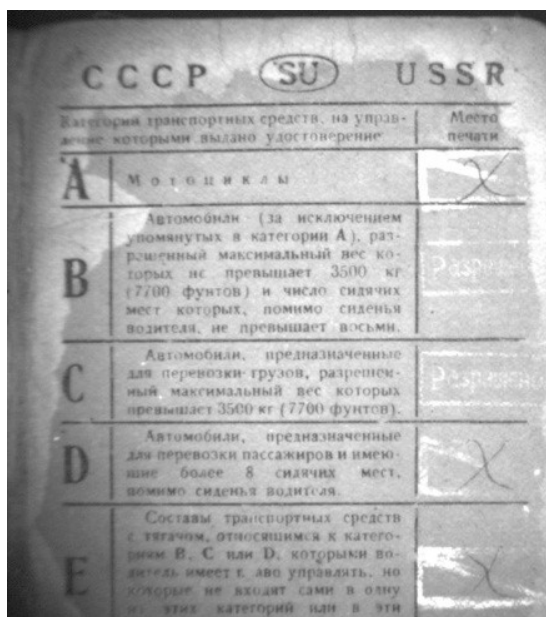 СССР SU USSR
Категории транспортных средств, на управ-
ление которыми выдано удостоверение
Место
печати
A
Мотоциклы
B
Автомобили (за исключением
упомянутых в категории А), раз-
решенный максимальный вес ко-
торых не превышает 3500 кг
(7700 фунтов) и число сидячих
мест которых, помимо сиденья
водителя, не превышает восьми.
C
Автомобили, предназначенные
для перевозки грузов, разрешен-
ный максимальный вес которых
превышает 3500 кг (7700 фунтов).
Разрешено
D
Автомобили, предназначенные
для перевозки пассажиров и имею-
щие более 8 сидячих мест,
помимо сиденья водителя.
E
Составы транспортных средств
с тягачом, относящимся к катего-
риям В, С или D, которыми во-
дитель имеет право управлять, но
которые не входят сами в одну
из этих категорий или в эти